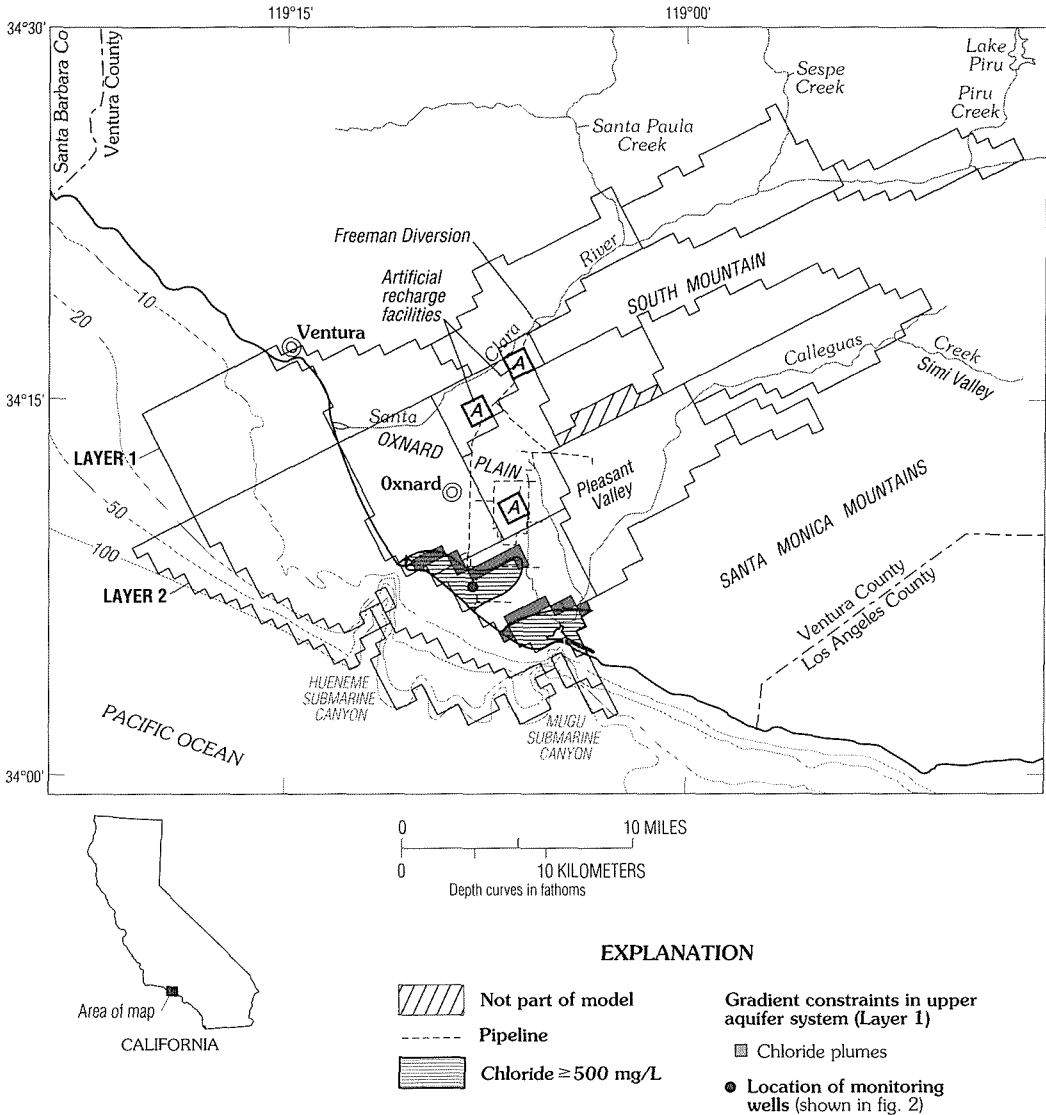 119°15'
119°00'
34°30'
Santa Barbara Co
Ventura County
Lake
Piru
Sespe
Creek
Piru
Creek
Santa Paula
Creek
Freeman Diversion
River
Artificial
recharge
facilities
SOUTH MOUNTAIN
10
20
Ventura
Clara
A
Calleguas
Creek
Simi Valley
34°15'
A
Santa
OXNARD
LAYER 1
PLAIN
Oxnard
Pleasant
Valley
A
50
SANTA MONICA MOUNTAINS
100
LAYER 2
Ventura County
Los Angeles County
HUENEME
SUBMARINE
CANYON
MUGU
SUBMARINE
CANYON
PACIFIC OCEAN
34°00'
0
10 MILES
0
10 KILOMETERS
Depth curves in fathoms
Area of map
CALIFORNIA
EXPLANATION
Not part of model
Pipeline
Chloride ≥ 500 mg/L
Gradient constraints in upper
aquifer system (Layer 1)
Chloride plumes
Location of monitoring
wells (shown in fig. 2)